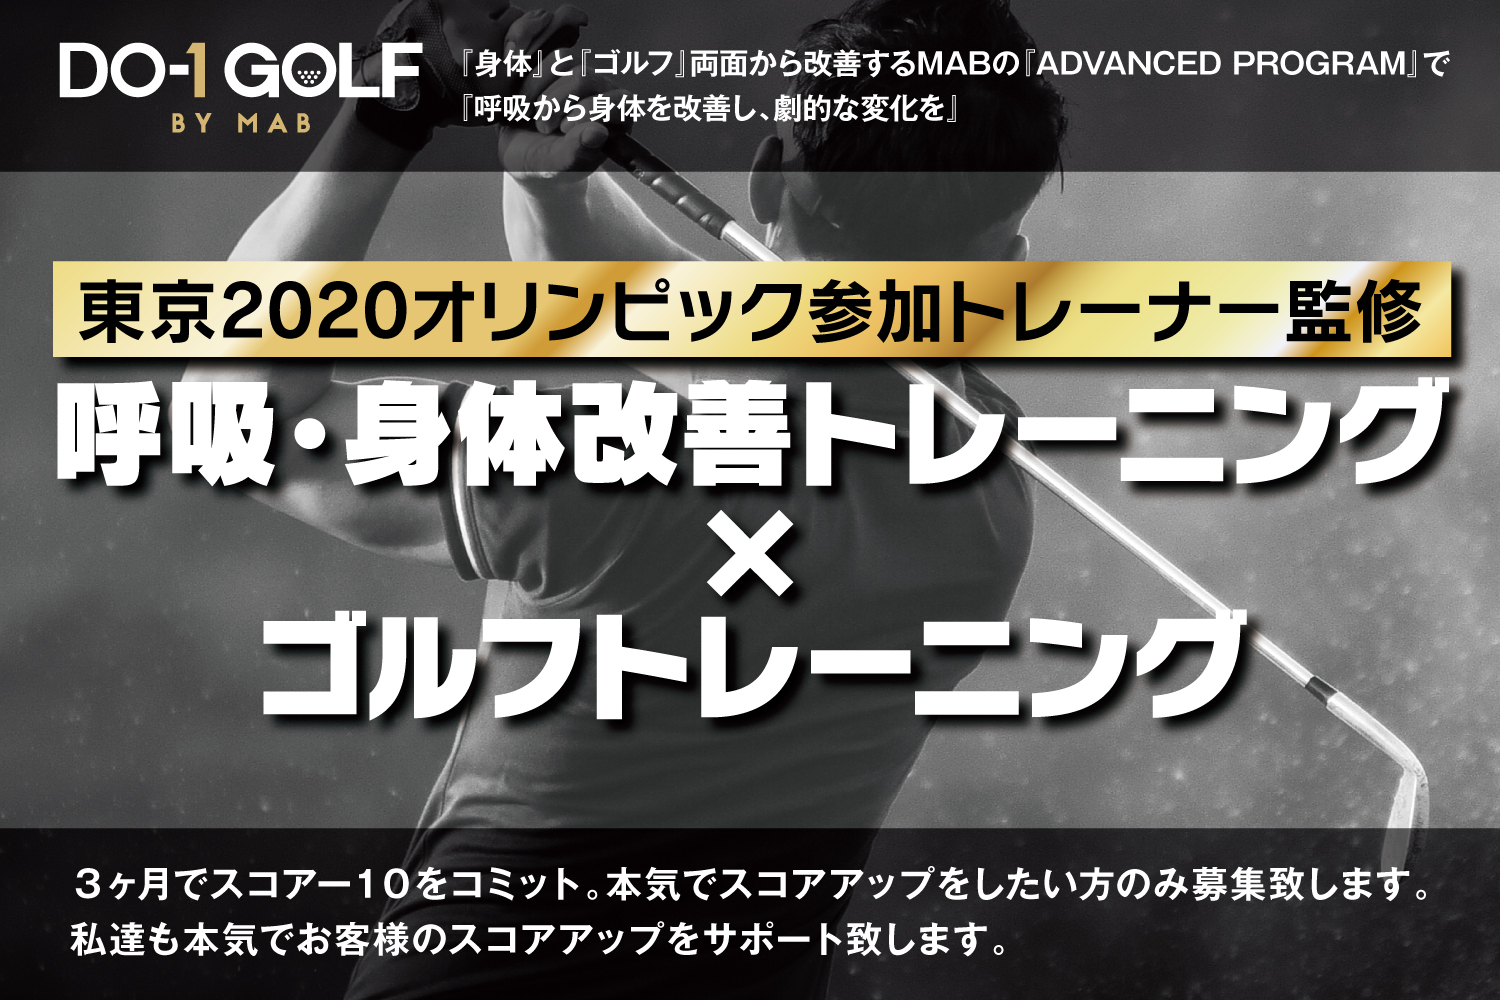 DO-1 GOLF
BY MAB
『身体』と『ゴルフ』両面から改善するMABの『ADVANCED PROGRAM』で
『呼吸から身体を改善し、劇的な変化を』
東京2020オリンピック参加トレーナー監修
呼吸・身体改善トレーニング
×
ゴルフトレーニング
３ヶ月でスコアー10をコミット。本気でスコアアップをしたい方のみ募集致します。
私達も本気でお客様のスコアアップをサポート致します。